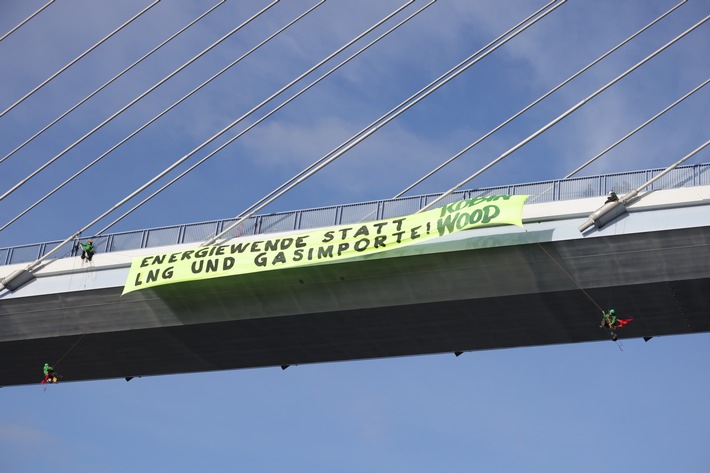 ENERGIEWENDE STATT
LNG UND GASIMPORTE!
ROBIN
WOOD